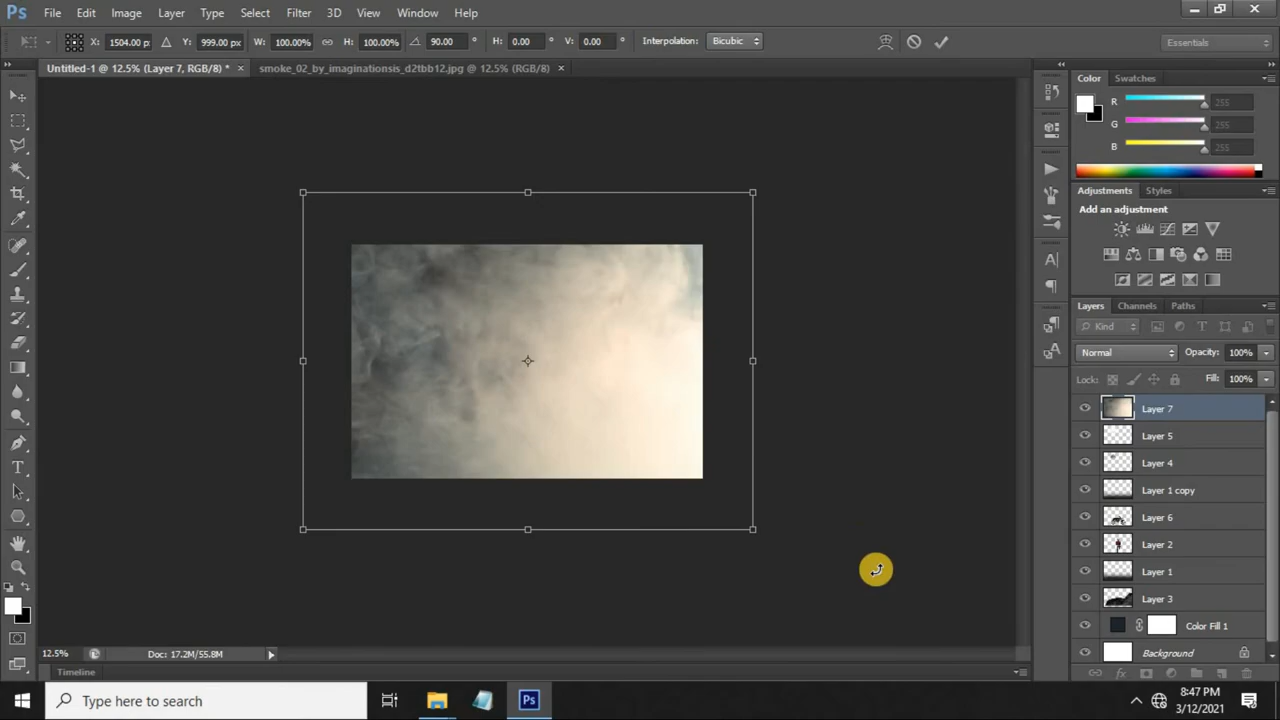 Ps File Edit Image Layer Type Select Filter 3D View Window Help
X: 1504.00 px Y: 999.00 px W: 100.00% H: 100.00% 90.00 ° H: 0.00 ° V: 0.00 ° Interpolation: Bicubic Essentials
Untitled-1 @ 12.5% (Layer 7, RGB/8) * × smoke_02_by_imaginationsis_d2tbb12.jpg @ 12.5% (RGB/8) ×
Color Swatches
R 255
G 255
B 255
Adjustments Styles
Add an adjustment
Layers Channels Paths
Kind
Normal Opacity: 100%
Lock: Fill: 100%
Layer 7
Layer 5
Layer 4
Layer 1 copy
Layer 6
Layer 2
Layer 1
Layer 3
Color Fill 1
Background
12.5% Doc: 17.2M/55.8M
Timeline
Type here to search
Ps
8:47 PM
3/12/2021